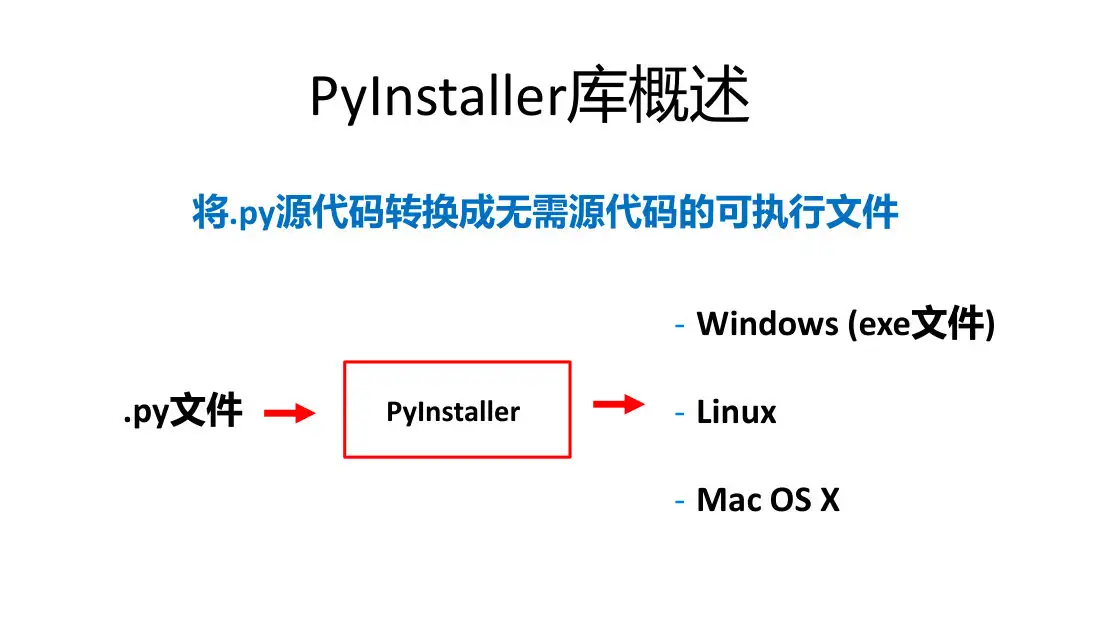 PyInstaller库概述
将.py源代码转换成无需源代码的可执行文件
.py文件
PyInstaller
- Windows (exe文件)
- Linux
- Mac OS X